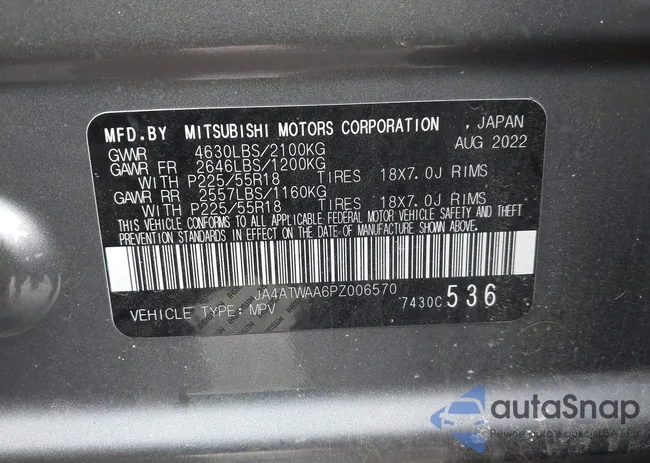 MFD.BY MITSUBISHI MOTORS CORPORATION , JAPAN
GVWR 4630LBS/2100KG AUG 2022
GAWR FR 2646LBS/1200KG
WITH P225/55R18 TIRES 18X7.0J RIMS
GAWR RR 2557LBS/1160KG
WITH P225/55R18 TIRES 18X7.0J RIMS
THIS VEHICLE CONFORMS TO ALL APPLICABLE FEDERAL MOTOR VEHICLE SAFETY AND THEFT
PREVENTION STANDARDS IN EFFECT ON THE DATE OF MANUFACTURE SHOWN ABOVE.
JA4ATWAA6PZ006570
7430C 536
VEHICLE TYPE: MPV
autoSnap